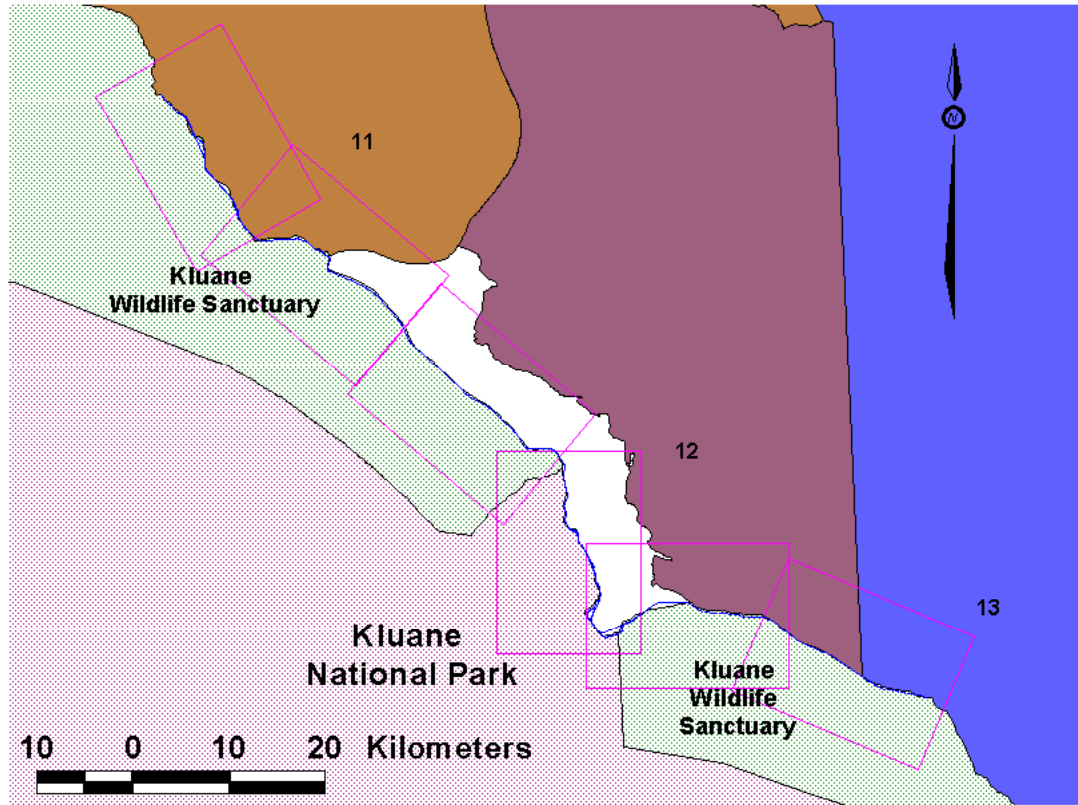 11
N
Kluane
Wildlife Sanctuary
12
13
Kluane
National Park
Kluane
Wildlife
Sanctuary
10 0 10 20 Kilometers